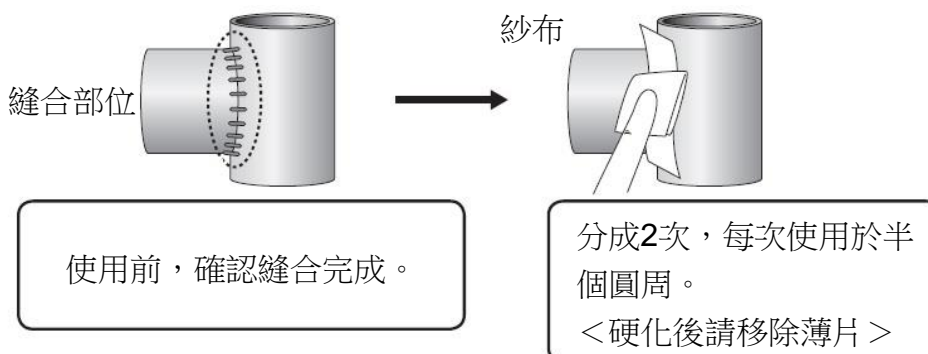 縫合部位
紗布
使用前，確認縫合完成。
分成2次，每次使用於半
個圓周。
＜硬化後請移除薄片＞